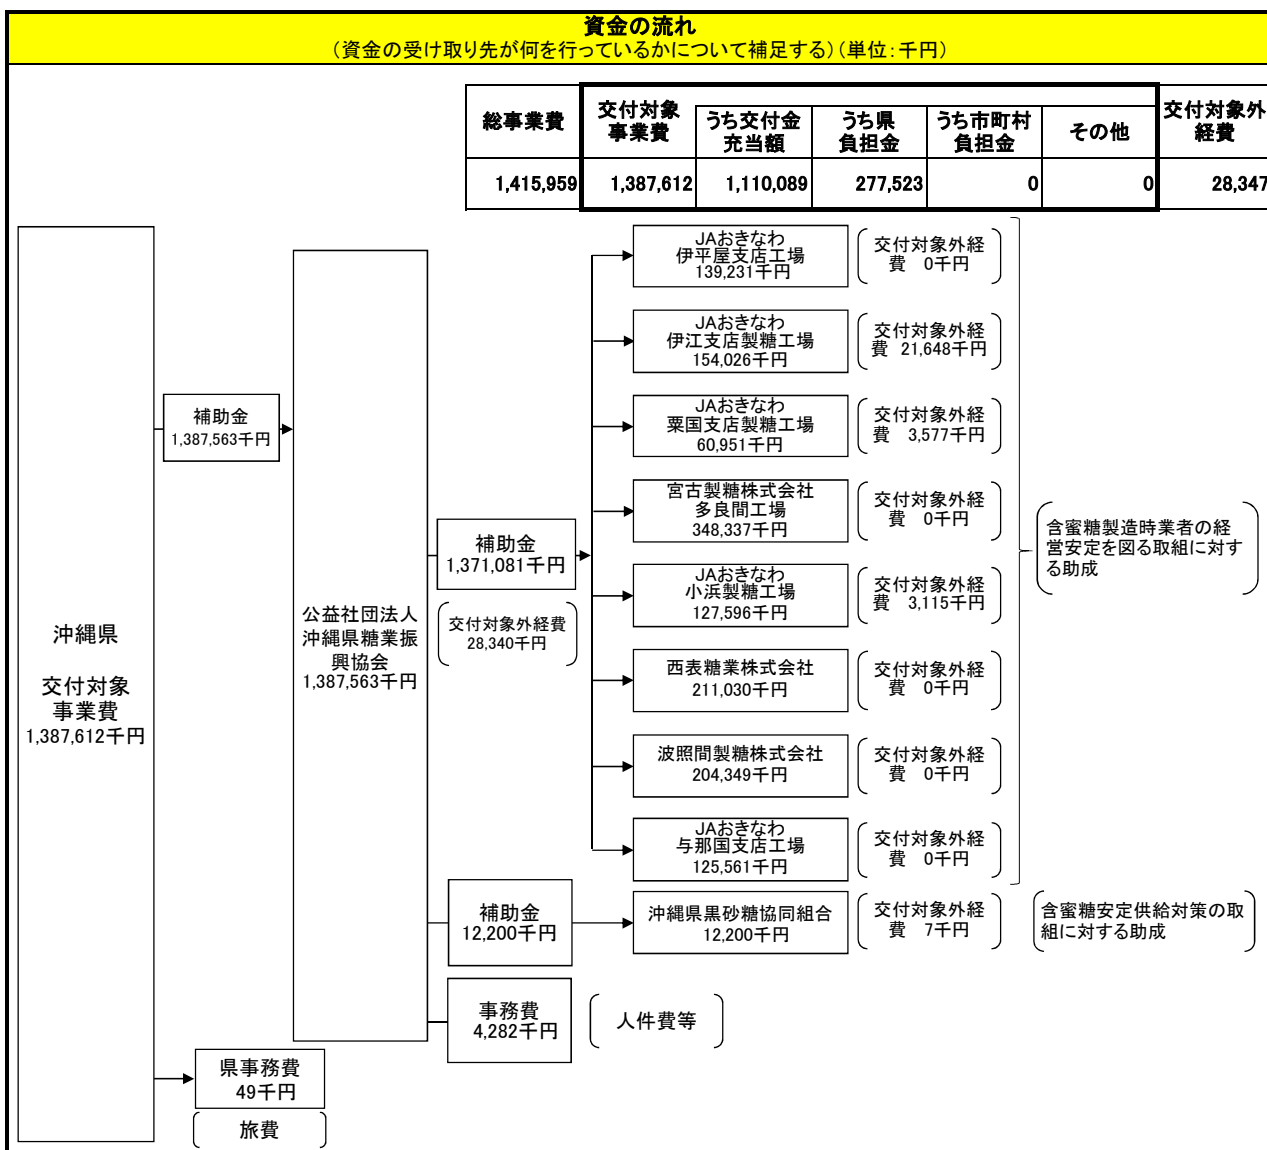 資金の流れ
（資金の受け取り先が何を行っているかについて補足する）（単位：千円）
総事業費
交付対象
事業費
うち交付金
充当額
うち県
負担金
うち市町村
負担金
その他
交付対象外
経費
1,415,959
1,387,612
1,110,089
277,523
0
0
28,347
沖縄県
交付対象
事業費
1,387,612千円
補助金
1,387,563千円
公益社団法人
沖縄県糖業振
興協会
1,387,563千円
補助金
1,371,081千円
交付対象外経費
28,340千円
JAおきなわ
伊平屋支店工場
139,231千円
交付対象外経
費 0千円
JAおきなわ
伊江支店製糖工場
154,026千円
交付対象外経
費 21,648千円
JAおきなわ
粟国支店製糖工場
60,951千円
交付対象外経
費 3,577千円
宮古製糖株式会社
多良間工場
348,337千円
交付対象外経
費 0千円
JAおきなわ
小浜製糖工場
127,596千円
交付対象外経
費 3,115千円
西表糖業株式会社
211,030千円
交付対象外経
費 0千円
波照間製糖株式会社
204,349千円
交付対象外経
費 0千円
JAおきなわ
与那国支店工場
125,561千円
交付対象外経
費 0千円
含蜜糖製造時業者の経
営安定を図る取組に対す
る助成
補助金
12,200千円
沖縄県黒砂糖協同組合
12,200千円
交付対象外経
費 7千円
含蜜糖安定供給対策の取
組に対する助成
事務費
4,282千円
人件費等
県事務費
49千円
旅費